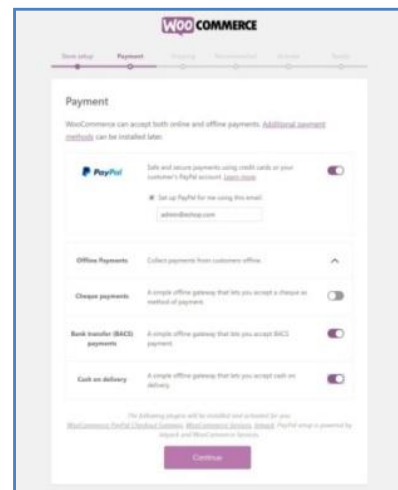 WOO COMMERCE
Store setup Payment Shipping Recommended Activate Ready!
Payment
WooCommerce can accept both online and offline payments. Additional payment
methods can be installed later.
PayPal
Safe and secure payments using credit cards or your
customer's PayPal account. Learn more.
Set up PayPal for me using this email:
Offline Payments
Collect payments from customers offline.
Cheque payments
A simple offline gateway that lets you accept a cheque as
method of payment.
Bank transfer (BACS)
payments
A simple offline gateway that lets you accept BACS
payment.
Cash on delivery
A simple offline gateway that lets you accept cash on
delivery.
The following plugins will be installed and activated for you:
WooCommerce PayPal Checkout Gateway, WooCommerce Services, Jetpack. PayPal setup is powered by
Jetpack and WooCommerce Services.
Continue